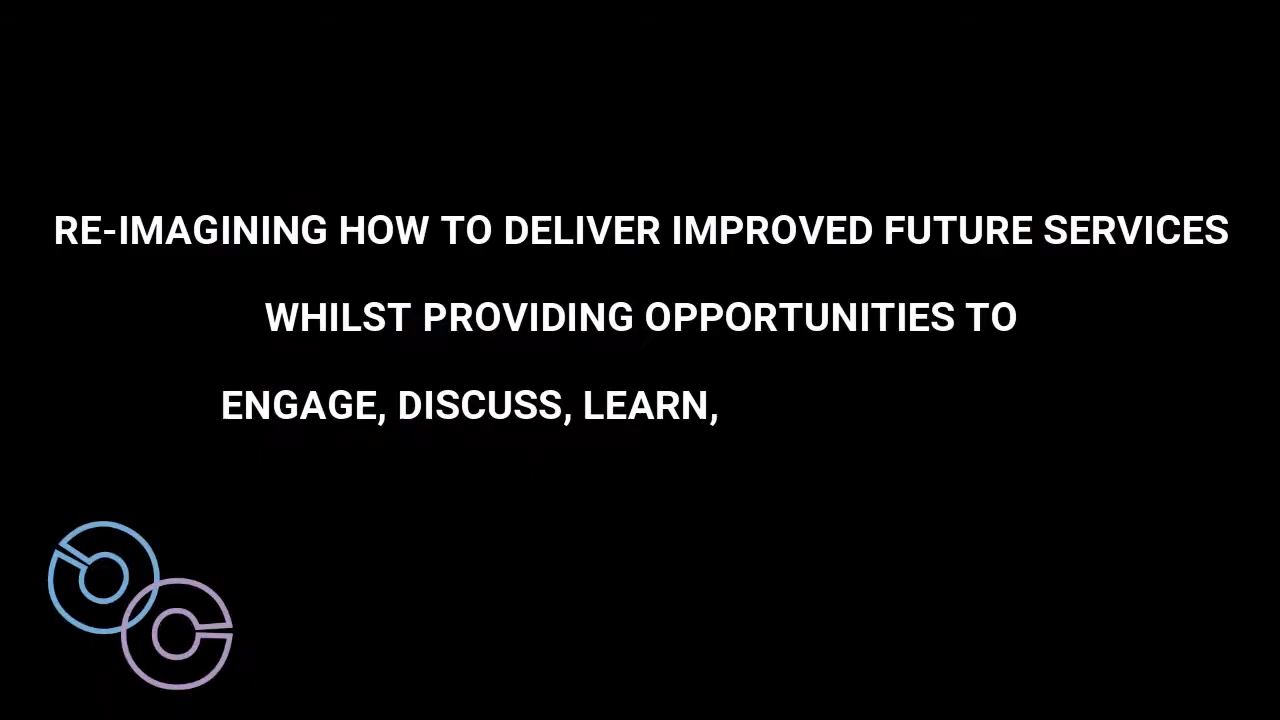 RE-IMAGINING HOW TO DELIVER IMPROVED FUTURE SERVICES
WHILST PROVIDING OPPORTUNITIES TO
ENGAGE, DISCUSS, LEARN,